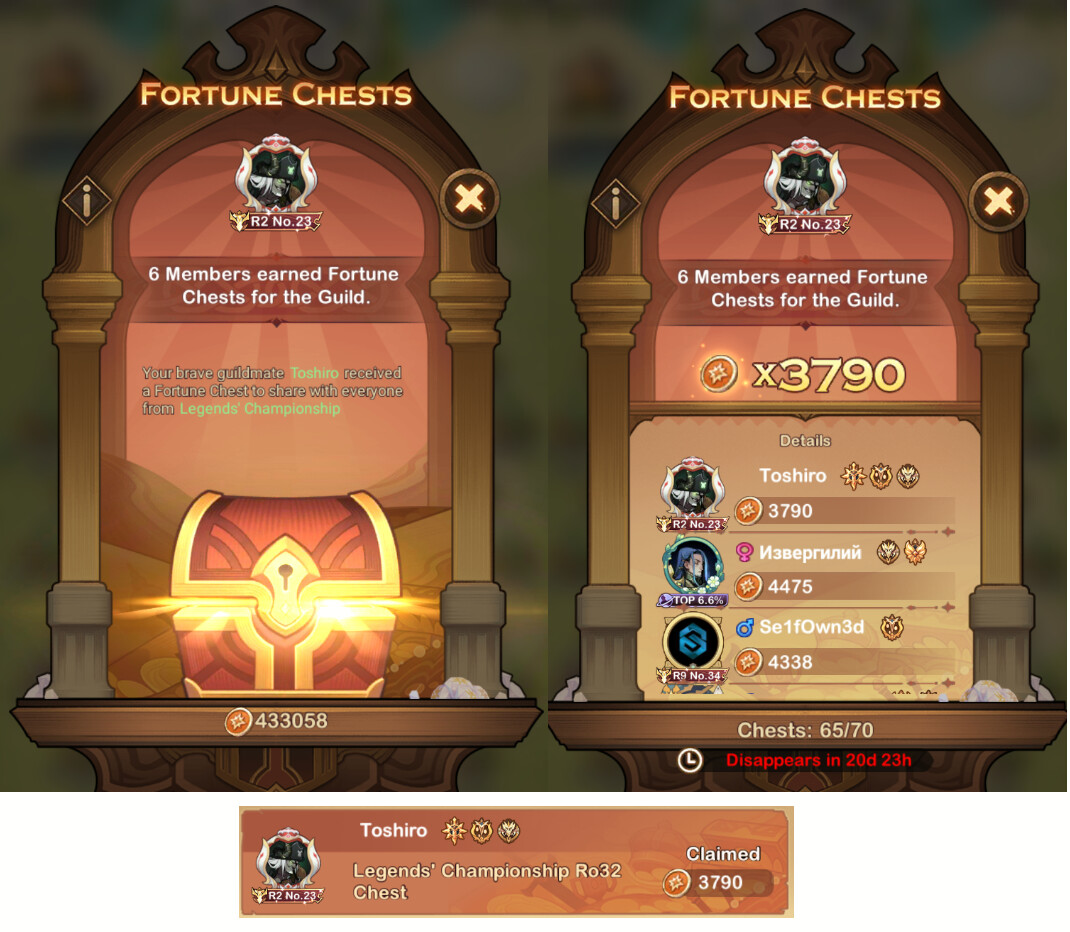 FORTUNE CHESTS
R2 No.23
6 Members earned Fortune
Chests for the Guild.
Your brave guildmate Toshiro received
a Fortune Chest to share with everyone
from Legends' Championship
433058
FORTUNE CHESTS
R2 No.23
6 Members earned Fortune
Chests for the Guild.
x3790
Details
Toshiro
3790
R2 No.23
Извергилий
4475
TOP 6.6%
Se1fOwn3d
4338
R9 No.34
Chests: 65/70
Disappears in 20d 23h
Toshiro
Legends' Championship Ro32
Chest
R2 No.23
Claimed
3790